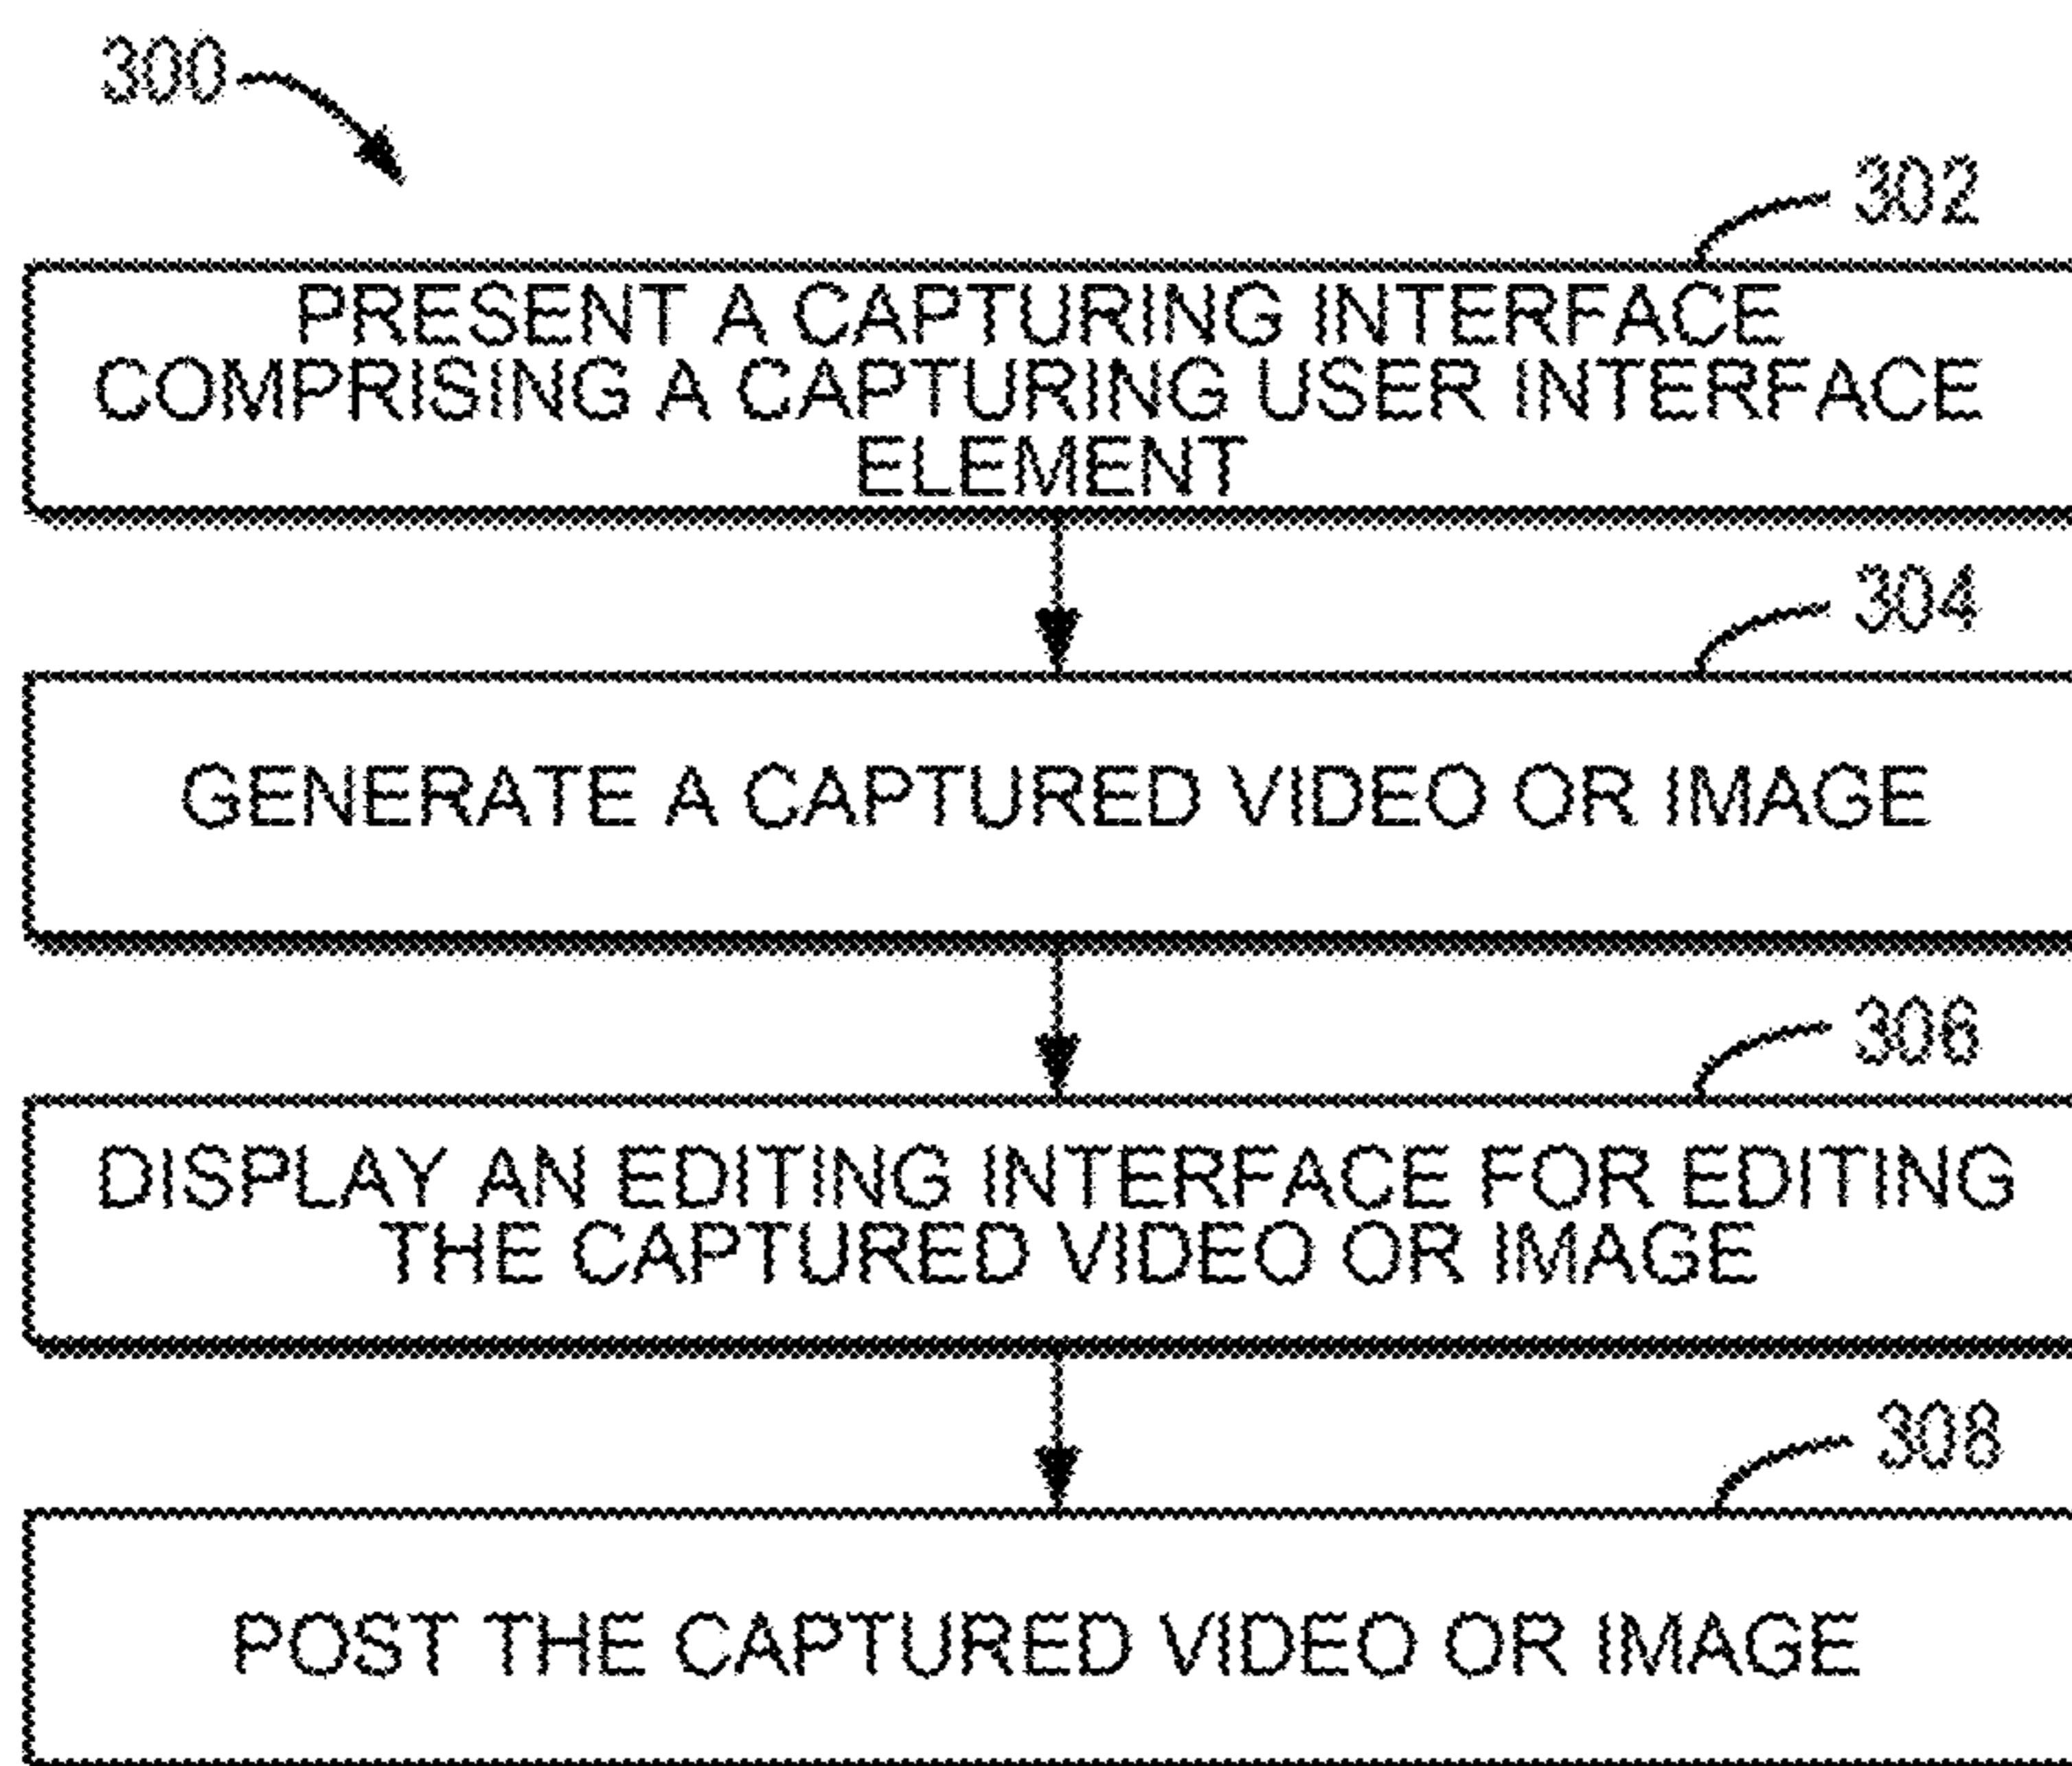 300
302
PRESENT A CAPTURING INTERFACE
COMPRISING A CAPTURING USER INTERFACE
ELEMENT
304
GENERATE A CAPTURED VIDEO OR IMAGE
306
DISPLAY AN EDITING INTERFACE FOR EDITING
THE CAPTURED VIDEO OR IMAGE
308
POST THE CAPTURED VIDEO OR IMAGE